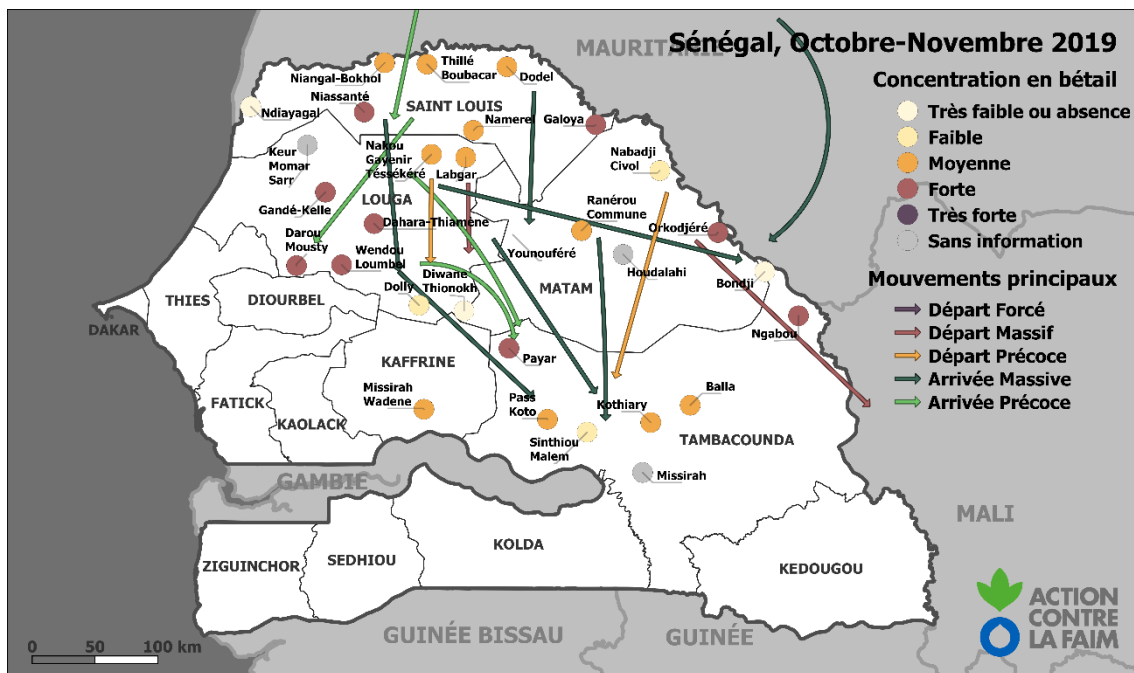 Sénégal, Octobre-Novembre 2019
MAURITANIE
Concentration en bétail
Très faible ou absence
Faible
Moyenne
Forte
Très forte
Sans information
Mouvements principaux
Départ Forcé
Départ Massif
Départ Précoce
Arrivée Massive
Arrivée Précoce
Niangal-Bokhol
Thillé
Boubacar
Dodel
Niassanté
Ndiayagal
SAINT LOUIS
Namerel
Galoya
Keur
Momar
Sarr
Nakou
Gayenir
Téssékéré
Labgar
Nabadji
Civol
Gandé-Kelle
LOUGA
Dahara-Thiamène
Ranérou
Commune
Orkodjéré
Darou
Mousty
Wendou
Loumbel
Younouféré
Houdalahi
Bondji
Diwane
Thionokh
Dolly
MATAM
THIES
DIOURBEL
DAKAR
Ngabou
Payar
KAFFRINE
Missirah
Wadene
FATICK
KAOLACK
Pass
Koto
Kothiary
Balla
Sinthiou
Malem
TAMBACOUNDA
Missirah
GAMBIE
MALI
ZIGUINCHOR
SEDHIOU
KOLDA
KEDOUGOU
GUINÉE BISSAU
GUINÉE
0 50 100 km
ACTION
CONTRE
LA FAIM